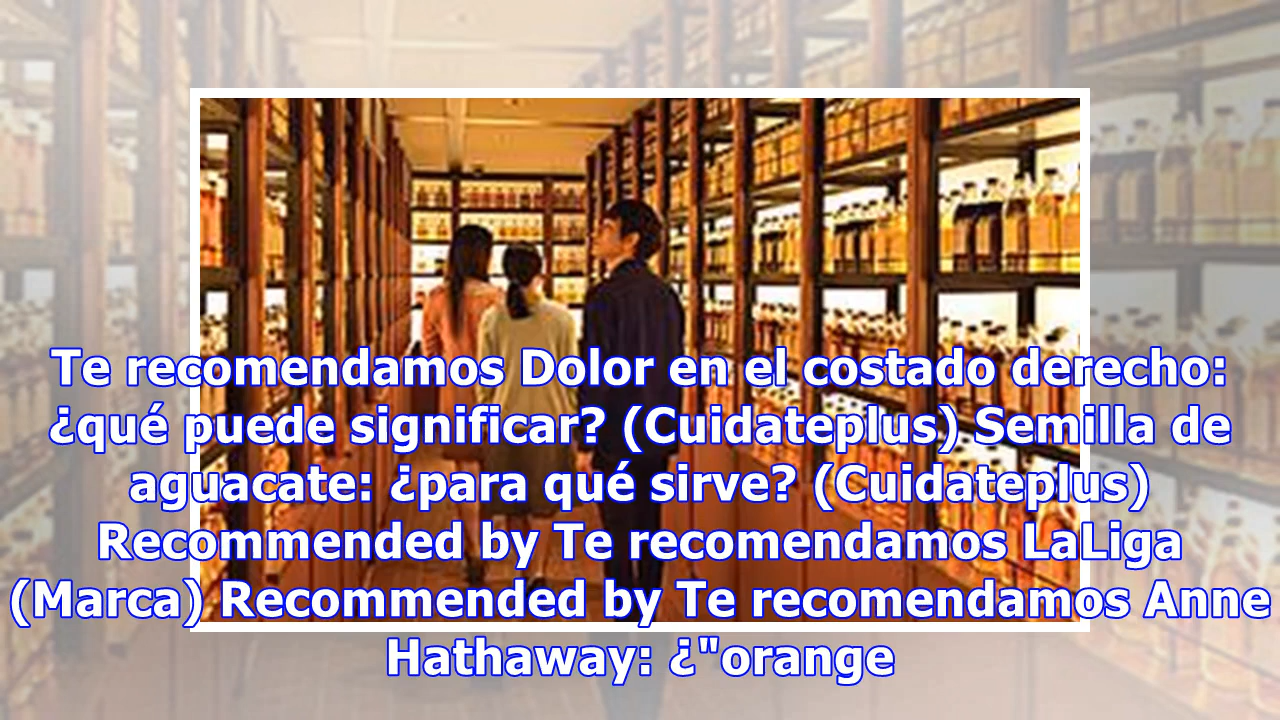 Te recomendamos Dolor en el costado derecho:
¿qué puede significar? (Cuidateplus) Semilla de
aguacate: ¿para qué sirve? (Cuidateplus)
Recommended by Te recomendamos LaLiga
(Marca) Recommended by Te recomendamos Anne
Hathaway: ¿"orange